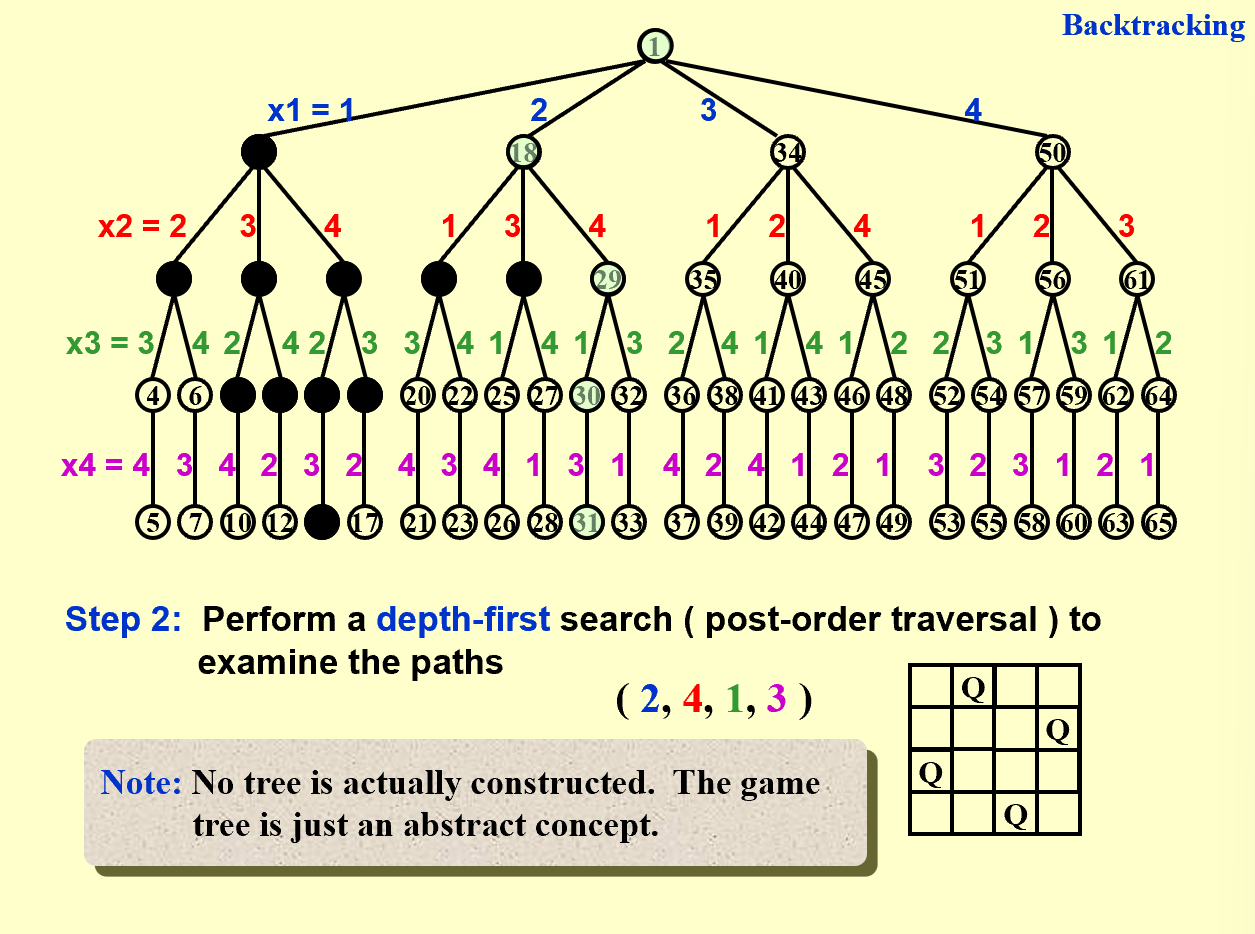 Backtracking
1
x1 = 1 2 3 4
18 34 50
x2 = 2 3 4 1 3 4 1 2 4 1 2 3
29 35 40 45 51 56 61
x3 = 3 4 2 4 2 3 3 4 1 4 1 3 2 4 1 4 1 2 2 3 1 3 1 2
4 6 20 22 25 27 30 32 36 38 41 43 46 48 52 54 57 59 62 64
x4 = 4 3 4 2 3 2 4 3 4 1 3 1 4 2 4 1 2 1 3 2 3 1 2 1
5 7 10 12 17 21 23 26 28 31 33 37 39 42 44 47 49 53 55 58 60 63 65
Step 2: Perform a depth-first search ( post-order traversal ) to
examine the paths
( 2, 4, 1, 3 )
Q
Q
Q
Q
Note: No tree is actually constructed. The game
tree is just an abstract concept.